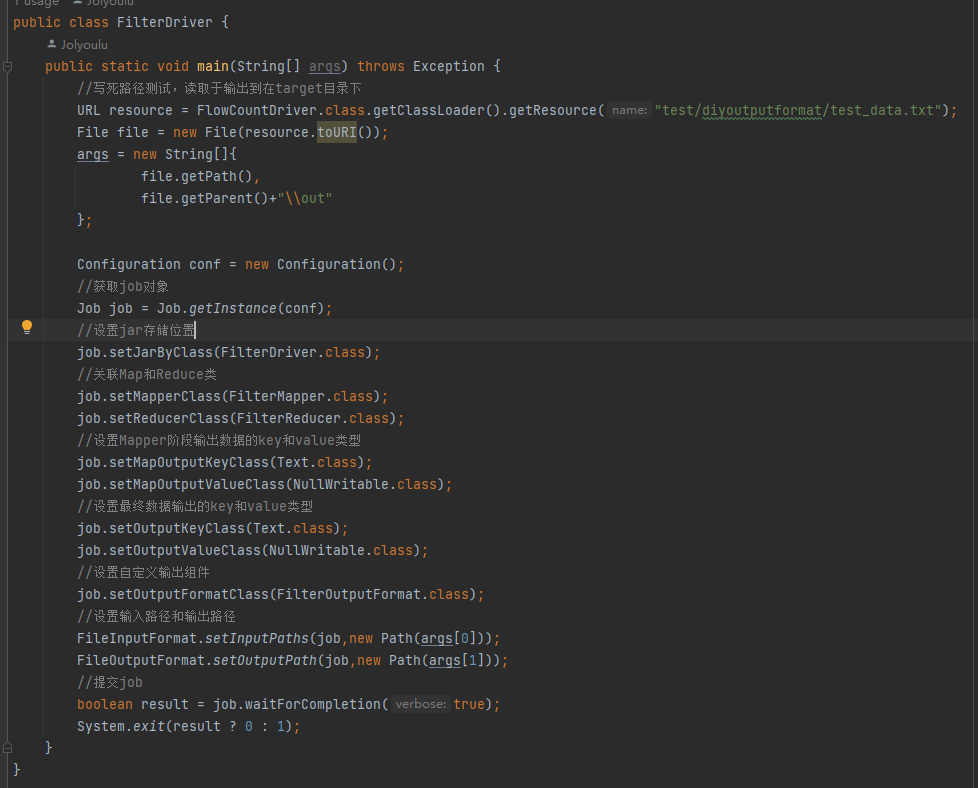 1 usage Jolyoulu
public class FilterDriver {
Jolyoulu
public static void main(String[] args) throws Exception {
//写死路径测试，读取于输出到在target目录下
URL resource = FlowCountDriver.class.getClassLoader().getResource( name: "test/diyoutputformat/test_data.txt");
File file = new File(resource.toURI());
args = new String[]{
file.getPath(),
file.getParent()+"\\out"
};
Configuration conf = new Configuration();
//获取job对象
Job job = Job.getInstance(conf);
//设置jar存储位置
job.setJarByClass(FilterDriver.class);
//关联Map和Reduce类
job.setMapperClass(FilterMapper.class);
job.setReducerClass(FilterReducer.class);
//设置Mapper阶段输出数据的key和value类型
job.setMapOutputKeyClass(Text.class);
job.setMapOutputValueClass(NullWritable.class);
//设置最终数据输出的key和value类型
job.setOutputKeyClass(Text.class);
job.setOutputValueClass(NullWritable.class);
//设置自定义输出组件
job.setOutputFormatClass(FilterOutputFormat.class);
//设置输入路径和输出路径
FileInputFormat.setInputPaths(job,new Path(args[0]));
FileOutputFormat.setOutputPath(job,new Path(args[1]));
//提交job
boolean result = job.waitForCompletion( verbose: true);
System.exit(result ? 0 : 1);
}
}